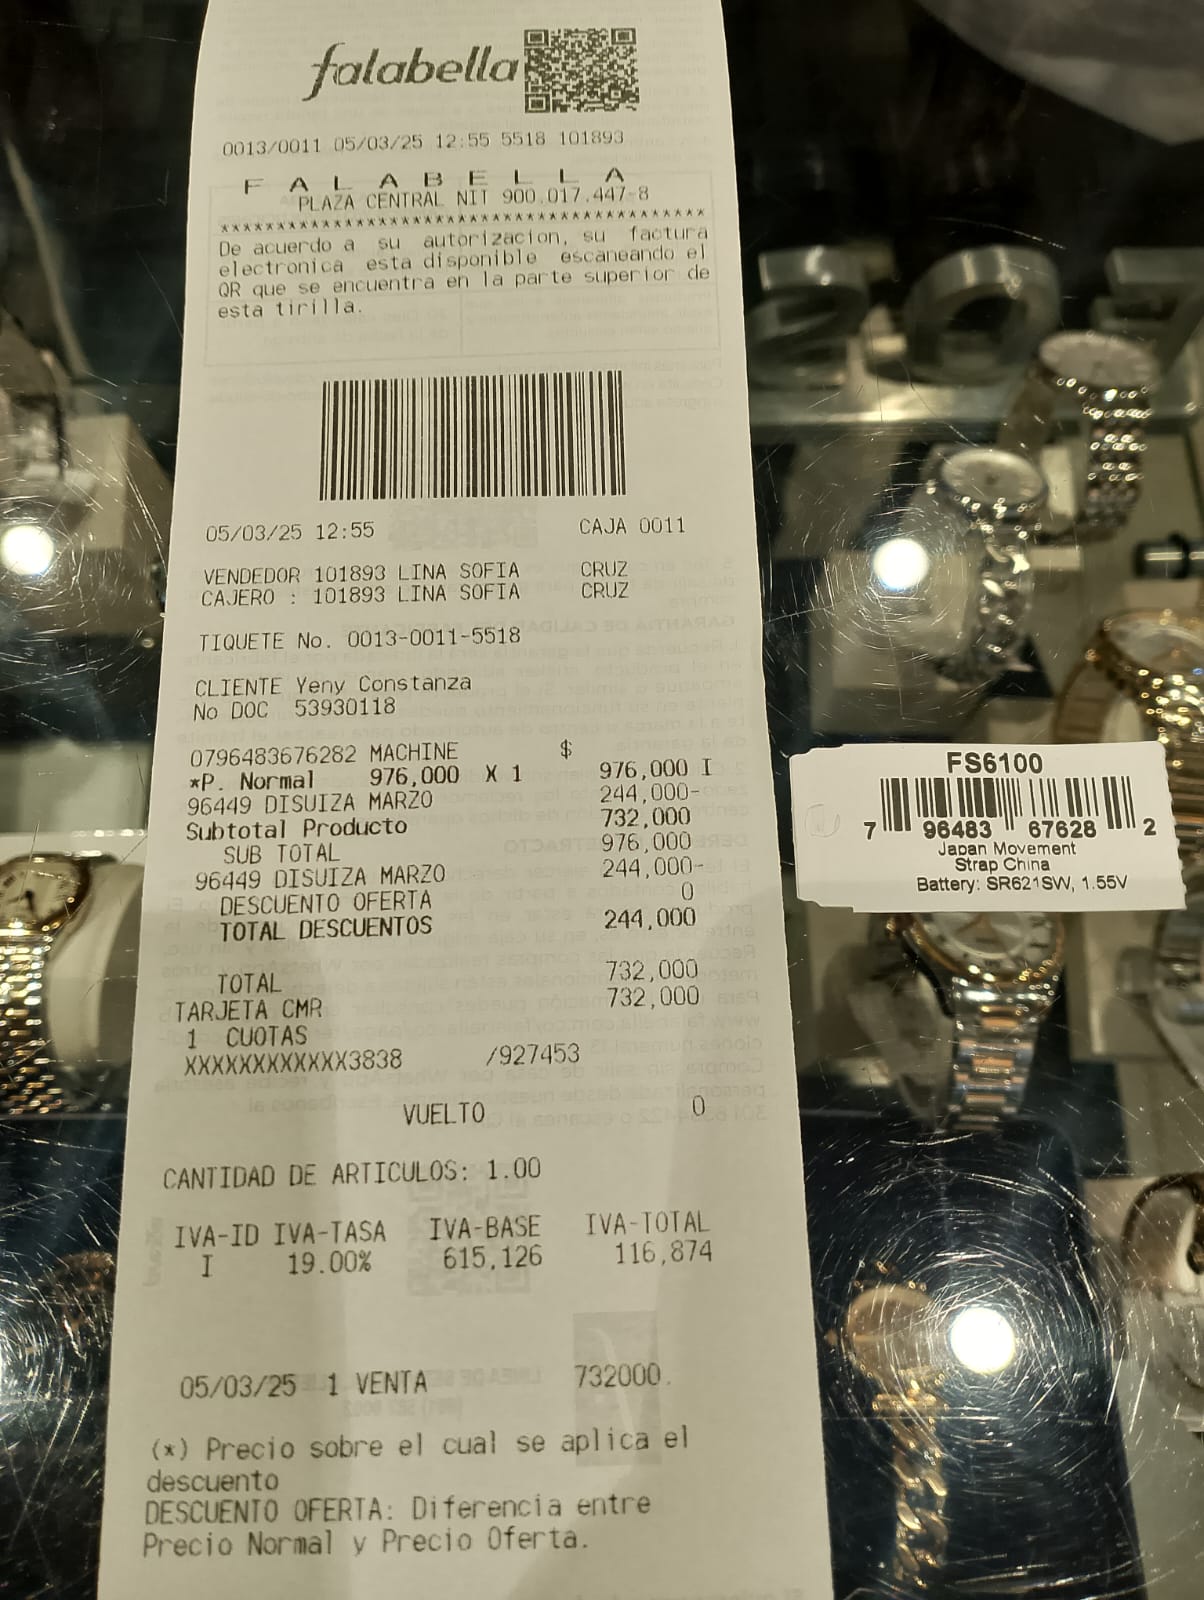 falabella
0013/0011 05/03/25 12:55 5518 101893
F A L A B E L L A
PLAZA CENTRAL NIT 900.017.447-8
******************************************
De acuerdo a su autorizacion, su factura
electronica esta disponible escaneando el
QR que se encuentra en la parte superior de
esta tirilla.
05/03/25 12:55 CAJA 0011
VENDEDOR 101893 LINA SOFIA CRUZ
CAJERO : 101893 LINA SOFIA CRUZ
TIQUETE No. 0013-0011-5518
CLIENTE Yeny Constanza
No DOC 53930118
0796483676282 MACHINE $
*P. Normal 976,000 X 1 976,000 I
96449 DISUIZA MARZO 244,000-
Subtotal Producto 732,000
SUB TOTAL 976,000
96449 DISUIZA MARZO 244,000-
DESCUENTO OFERTA 0
TOTAL DESCUENTOS 244,000
TOTAL 732,000
TARJETA CMR 732,000
1 CUOTAS
XXXXXXXXXXXX3838 /927453
VUELTO 0
CANTIDAD DE ARTICULOS: 1.00
IVA-ID IVA-TASA IVA-BASE IVA-TOTAL
I 19.00% 615,126 116,874
05/03/25 1 VENTA 732000.
(*) Precio sobre el cual se aplica el
descuento
DESCUENTO OFERTA: Diferencia entre
Precio Normal y Precio Oferta.
FS6100
7 96483 67628 2
Japan Movement
Strap China
Battery: SR621SW, 1.55V